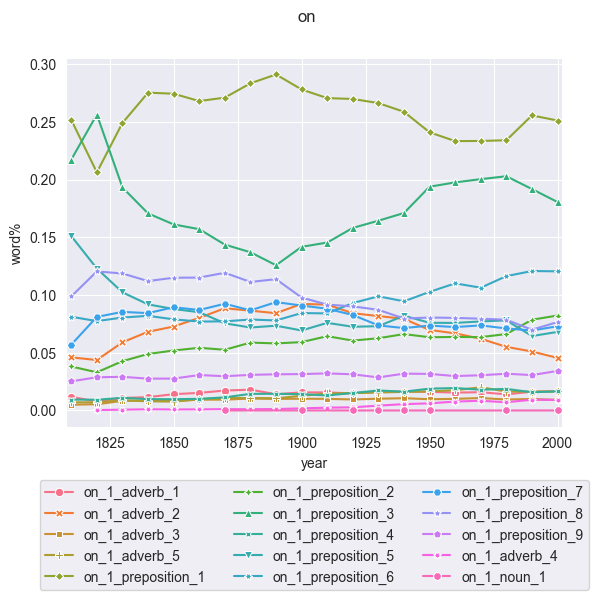 on
0.30
0.25
0.20
0.15
0.10
0.05
0.00
word%
1825 1850 1875 1900 1925 1950 1975 2000
year
on_1_adverb_1 on_1_preposition_2 on_1_preposition_7
on_1_adverb_2 on_1_preposition_3 on_1_preposition_8
on_1_adverb_3 on_1_preposition_4 on_1_preposition_9
on_1_adverb_5 on_1_preposition_5 on_1_adverb_4
on_1_preposition_1 on_1_preposition_6 on_1_noun_1